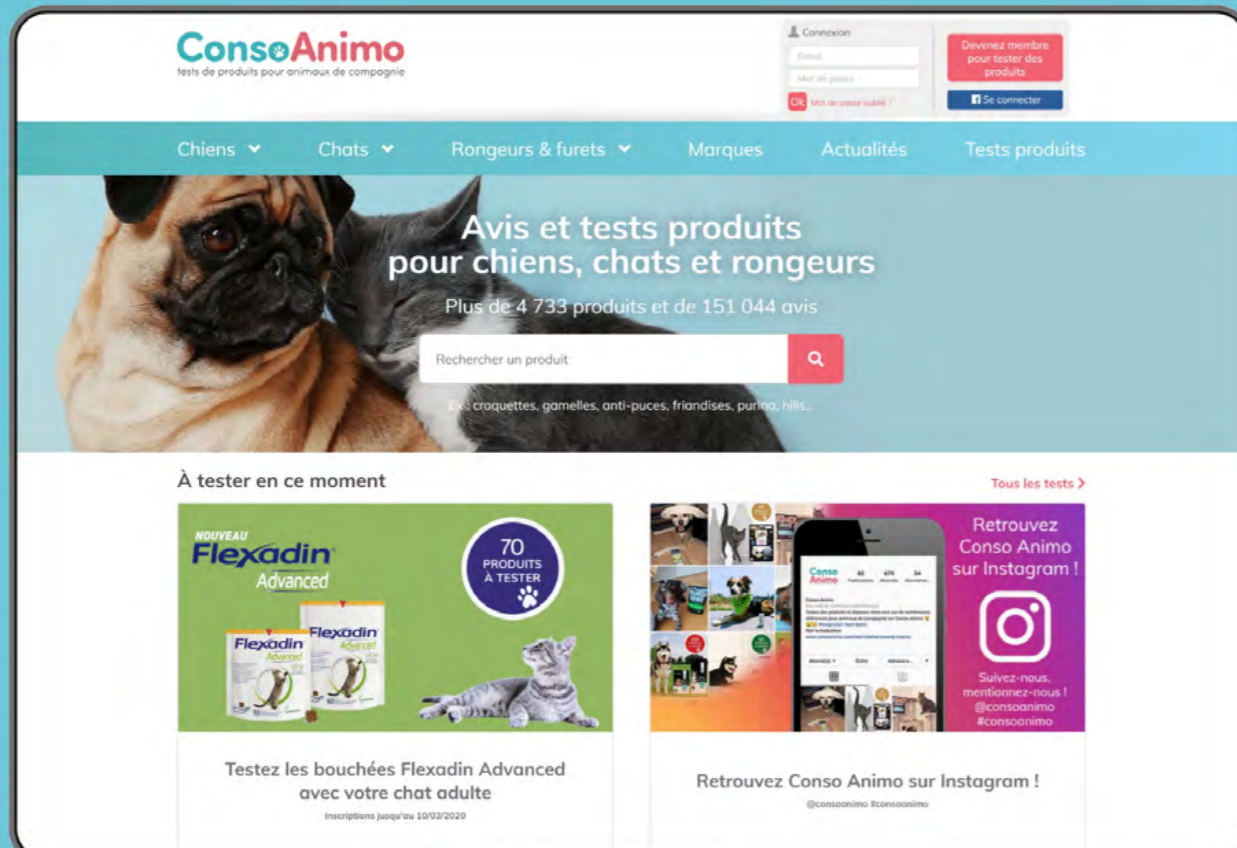 ConsoAnimo
tests de produits pour animaux de compagnie
Connexion
Email
Mot de passe
Ok
Mot de passe oublié ?
Devenez membre
pour tester des
produits
Se connecter
Chiens
Chats
Rongeurs & furets
Marques
Actualités
Tests produits
Avis et tests produits
pour chiens, chats et rongeurs
Plus de 4 733 produits et de 151 044 avis
Rechercher un produit
Ex : croquettes, gamelles, anti-puces, friandises, purina, hills...
À tester en ce moment
Tous les tests
NOUVEAU
Flexadin
Advanced
70
PRODUITS
À TESTER
Flexadin
Advanced
Flexadin
Advanced
Testez les bouchées Flexadin Advanced
avec votre chat adulte
Inscriptions jusqu'au 10/03/2020
Conso
Animo
Conso Animo
Retrouvez
Conso Animo
sur Instagram !
Suivez-nous,
mentionnez-nous !
@consoanimo
#consoanimo
Retrouvez Conso Animo sur Instagram !
@consoanimo #consoanimo